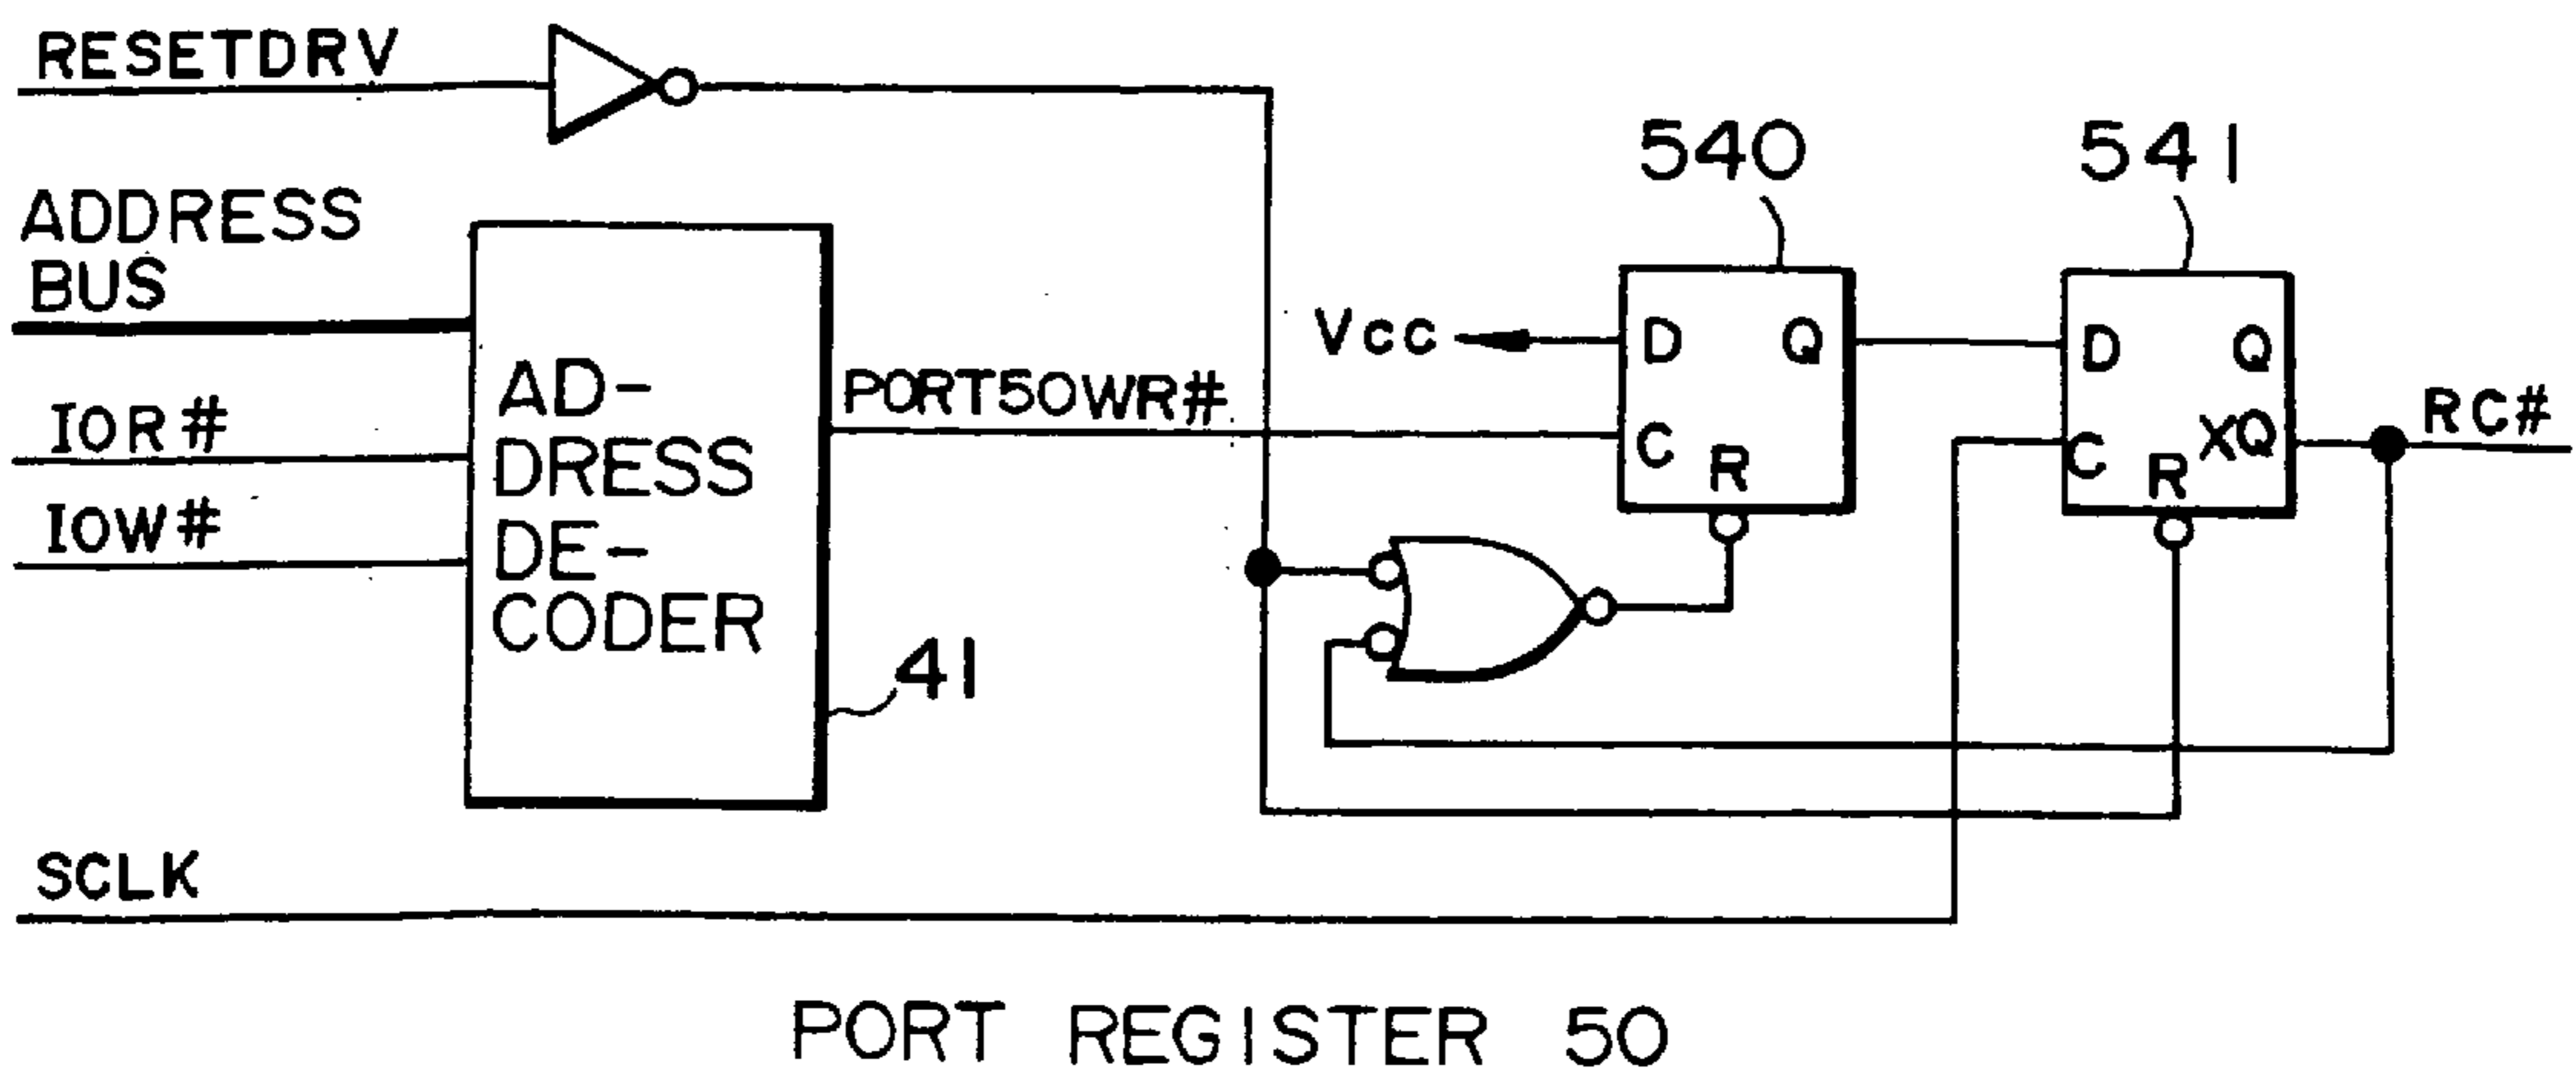 RESETDRV
ADDRESS
BUS
IOR#
IOW#
AD-
DRESS
DE-
CODER
41
PORT50WR#
Vcc
540
D
Q
C
R
541
D
Q
C
XQ
R
RC#
SCLK
PORT REGISTER 50